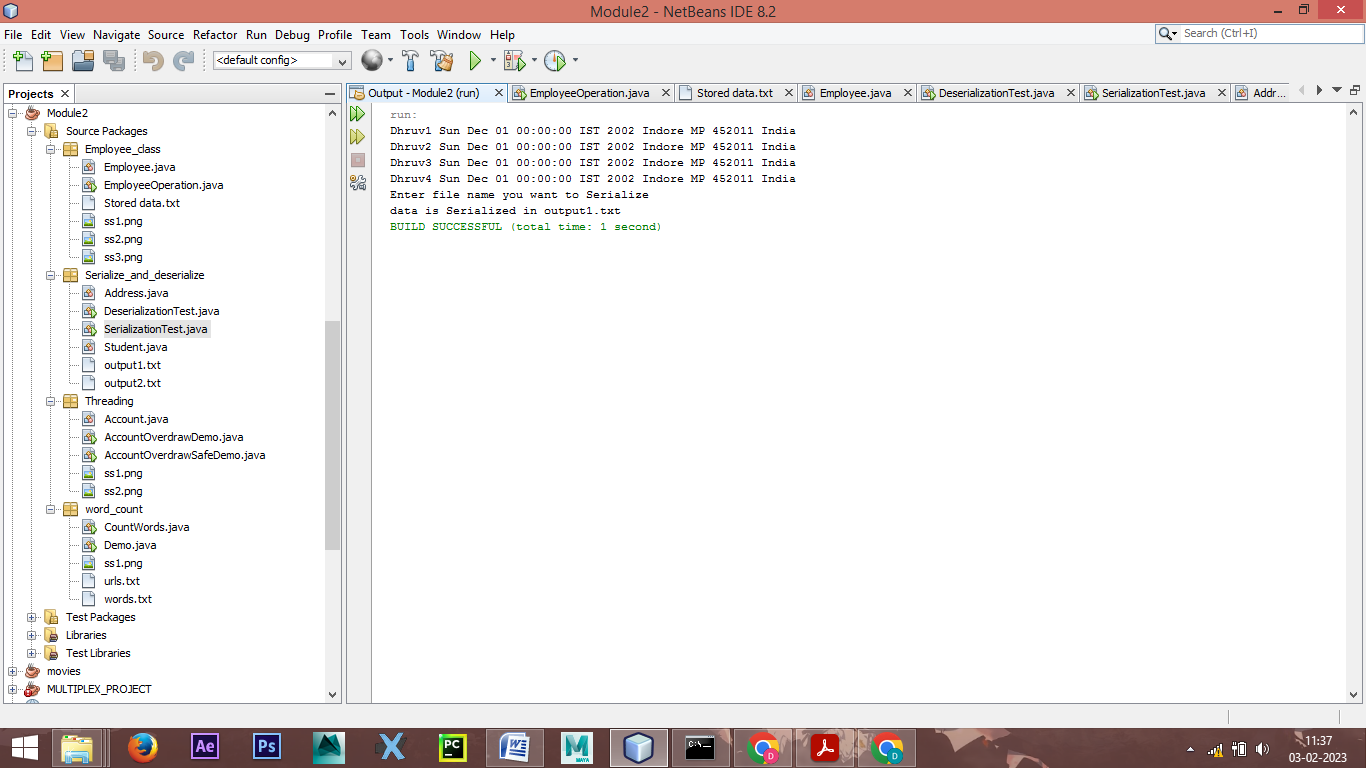 Module2 - NetBeans IDE 8.2
File Edit View Navigate Source Refactor Run Debug Profile Team Tools Window Help
Search (Ctrl+I)
<default config>
Projects
Module2
Source Packages
Employee_class
Employee.java
EmployeeOperation.java
Stored data.txt
ss1.png
ss2.png
ss3.png
Serialize_and_deserialize
Address.java
DeserializationTest.java
SerializationTest.java
Student.java
output1.txt
output2.txt
Threading
Account.java
AccountOverdrawDemo.java
AccountOverdrawSafeDemo.java
ss1.png
ss2.png
word_count
CountWords.java
Demo.java
ss1.png
urls.txt
words.txt
Test Packages
Libraries
Test Libraries
movies
MULTIPLEX_PROJECT
Output - Module2 (run) EmployeeOperation.java Stored data.txt Employee.java DeserializationTest.java SerializationTest.java Addr...
run:
Dhruv1 Sun Dec 01 00:00:00 IST 2002 Indore MP 452011 India
Dhruv2 Sun Dec 01 00:00:00 IST 2002 Indore MP 452011 India
Dhruv3 Sun Dec 01 00:00:00 IST 2002 Indore MP 452011 India
Dhruv4 Sun Dec 01 00:00:00 IST 2002 Indore MP 452011 India
Enter file name you want to Serialize
data is Serialized in output1.txt
BUILD SUCCESSFUL (total time: 1 second)
Ae Ps PC W M MAYA C:\. D D
11:37
03-02-2023